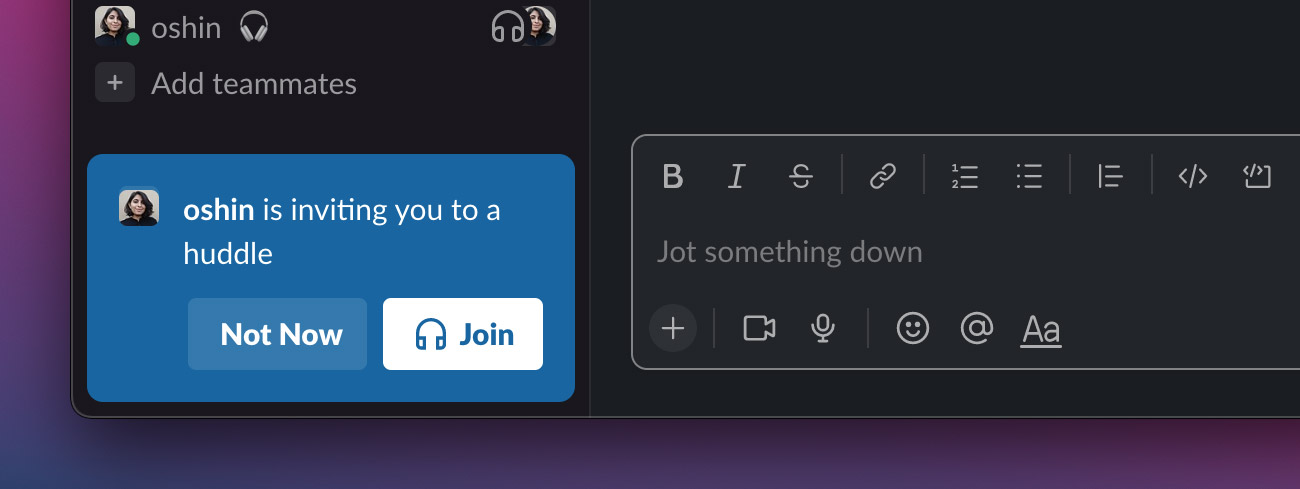 oshin
Add teammates
oshin is inviting you to a
huddle
Not Now
Join
B I S
Jot something down
@ Aa